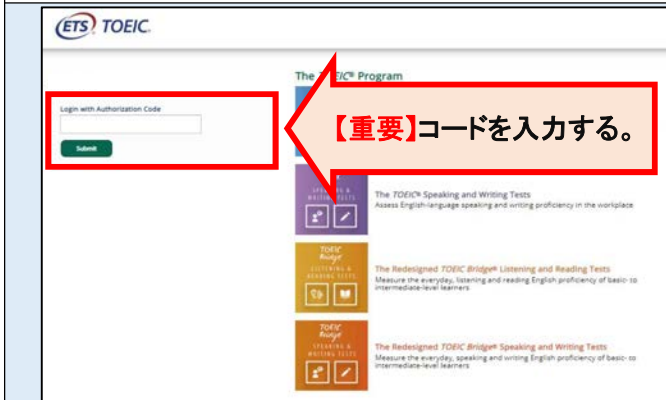 ETS TOEIC.
The TOEIC® Program
Login with Authorization Code
Submit
【重要】コードを入力する。
SPEAKING &
WRITING TESTS
The TOEIC® Speaking and Writing Tests
Assess English-language speaking and writing proficiency in the workplace
TOEIC
Bridge
LISTENING &
READING TESTS
The Redesigned TOEIC Bridge® Listening and Reading Tests
Measure the everyday, listening and reading English proficiency of basic- to
intermediate-level learners
TOEIC
Bridge
SPEAKING &
WRITING TESTS
The Redesigned TOEIC Bridge® Speaking and Writing Tests
Measure the everyday, speaking and writing English proficiency of basic- to
intermediate-level learners